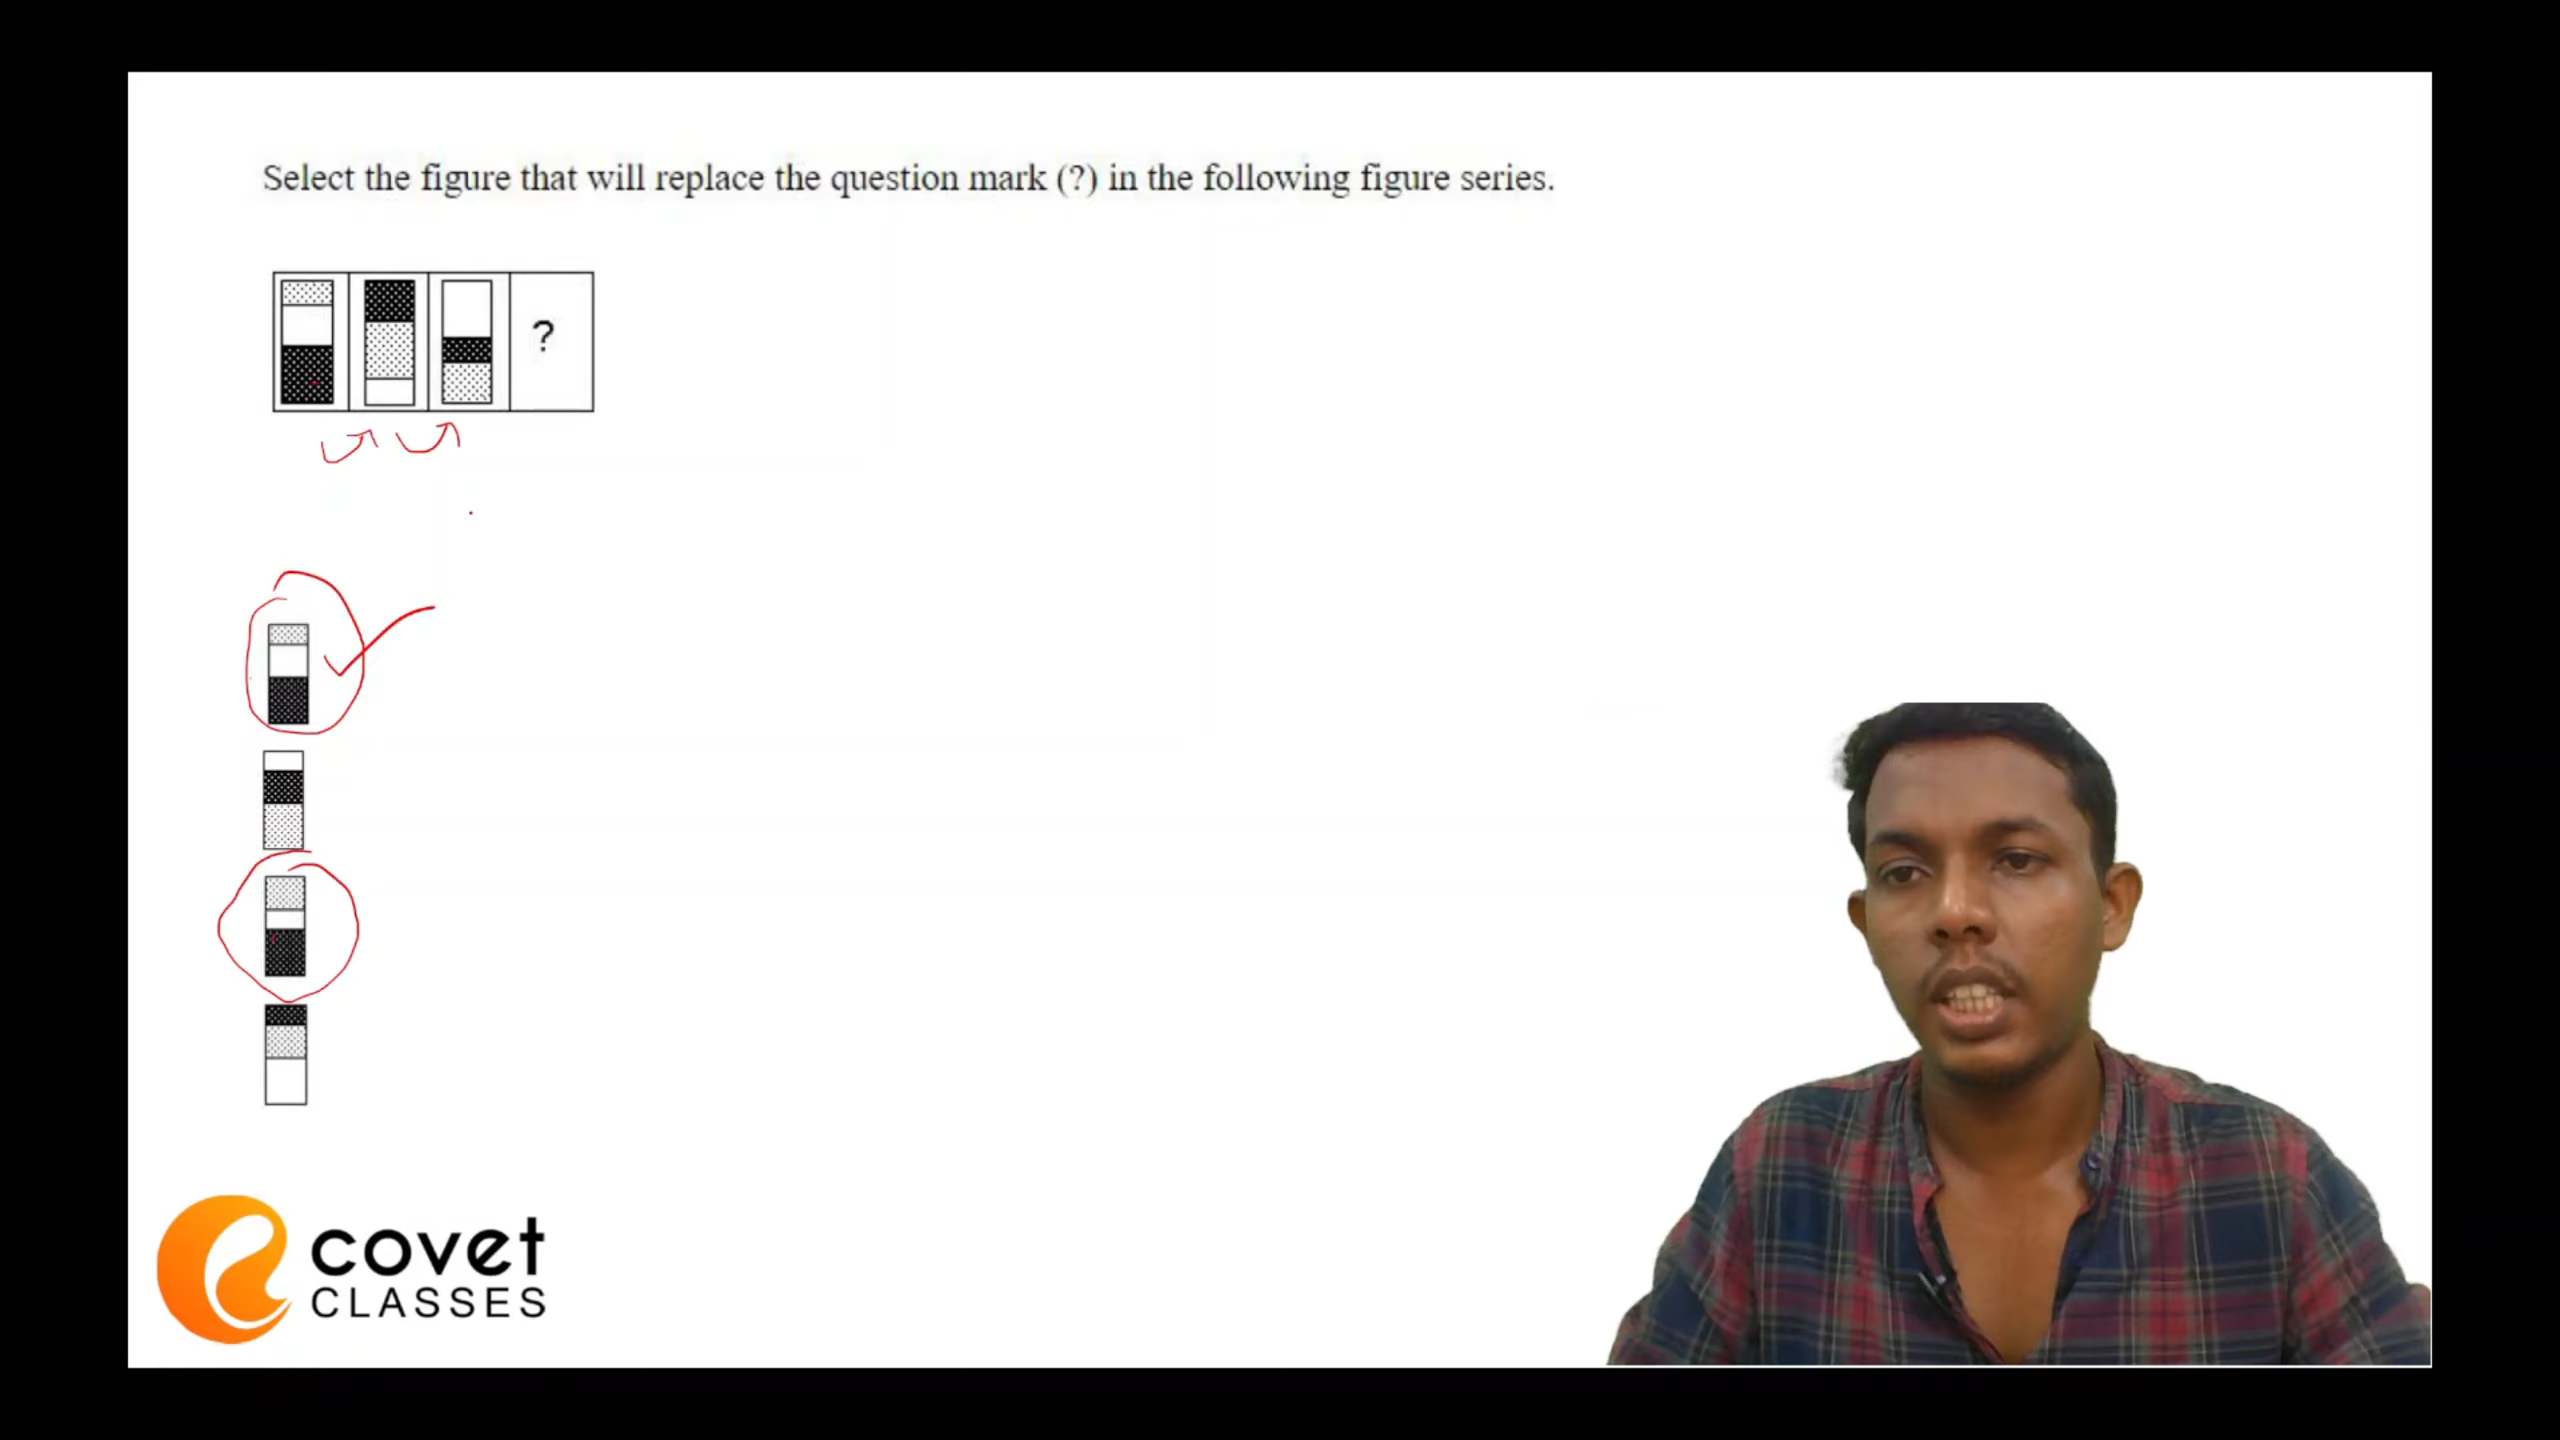 Select the figure that will replace the question mark (?) in the following figure series.
?
covet
CLASSES